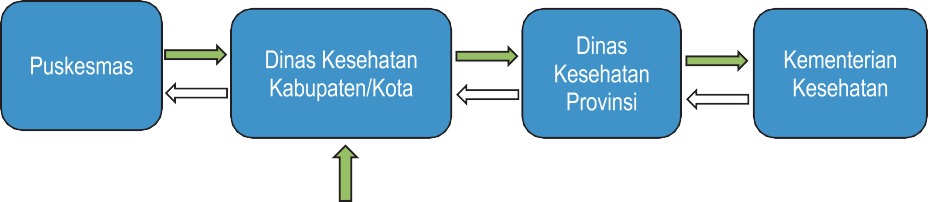 Puskesmas
Dinas Kesehatan
Kabupaten/Kota
Dinas
Kesehatan
Provinsi
Kementerian
Kesehatan